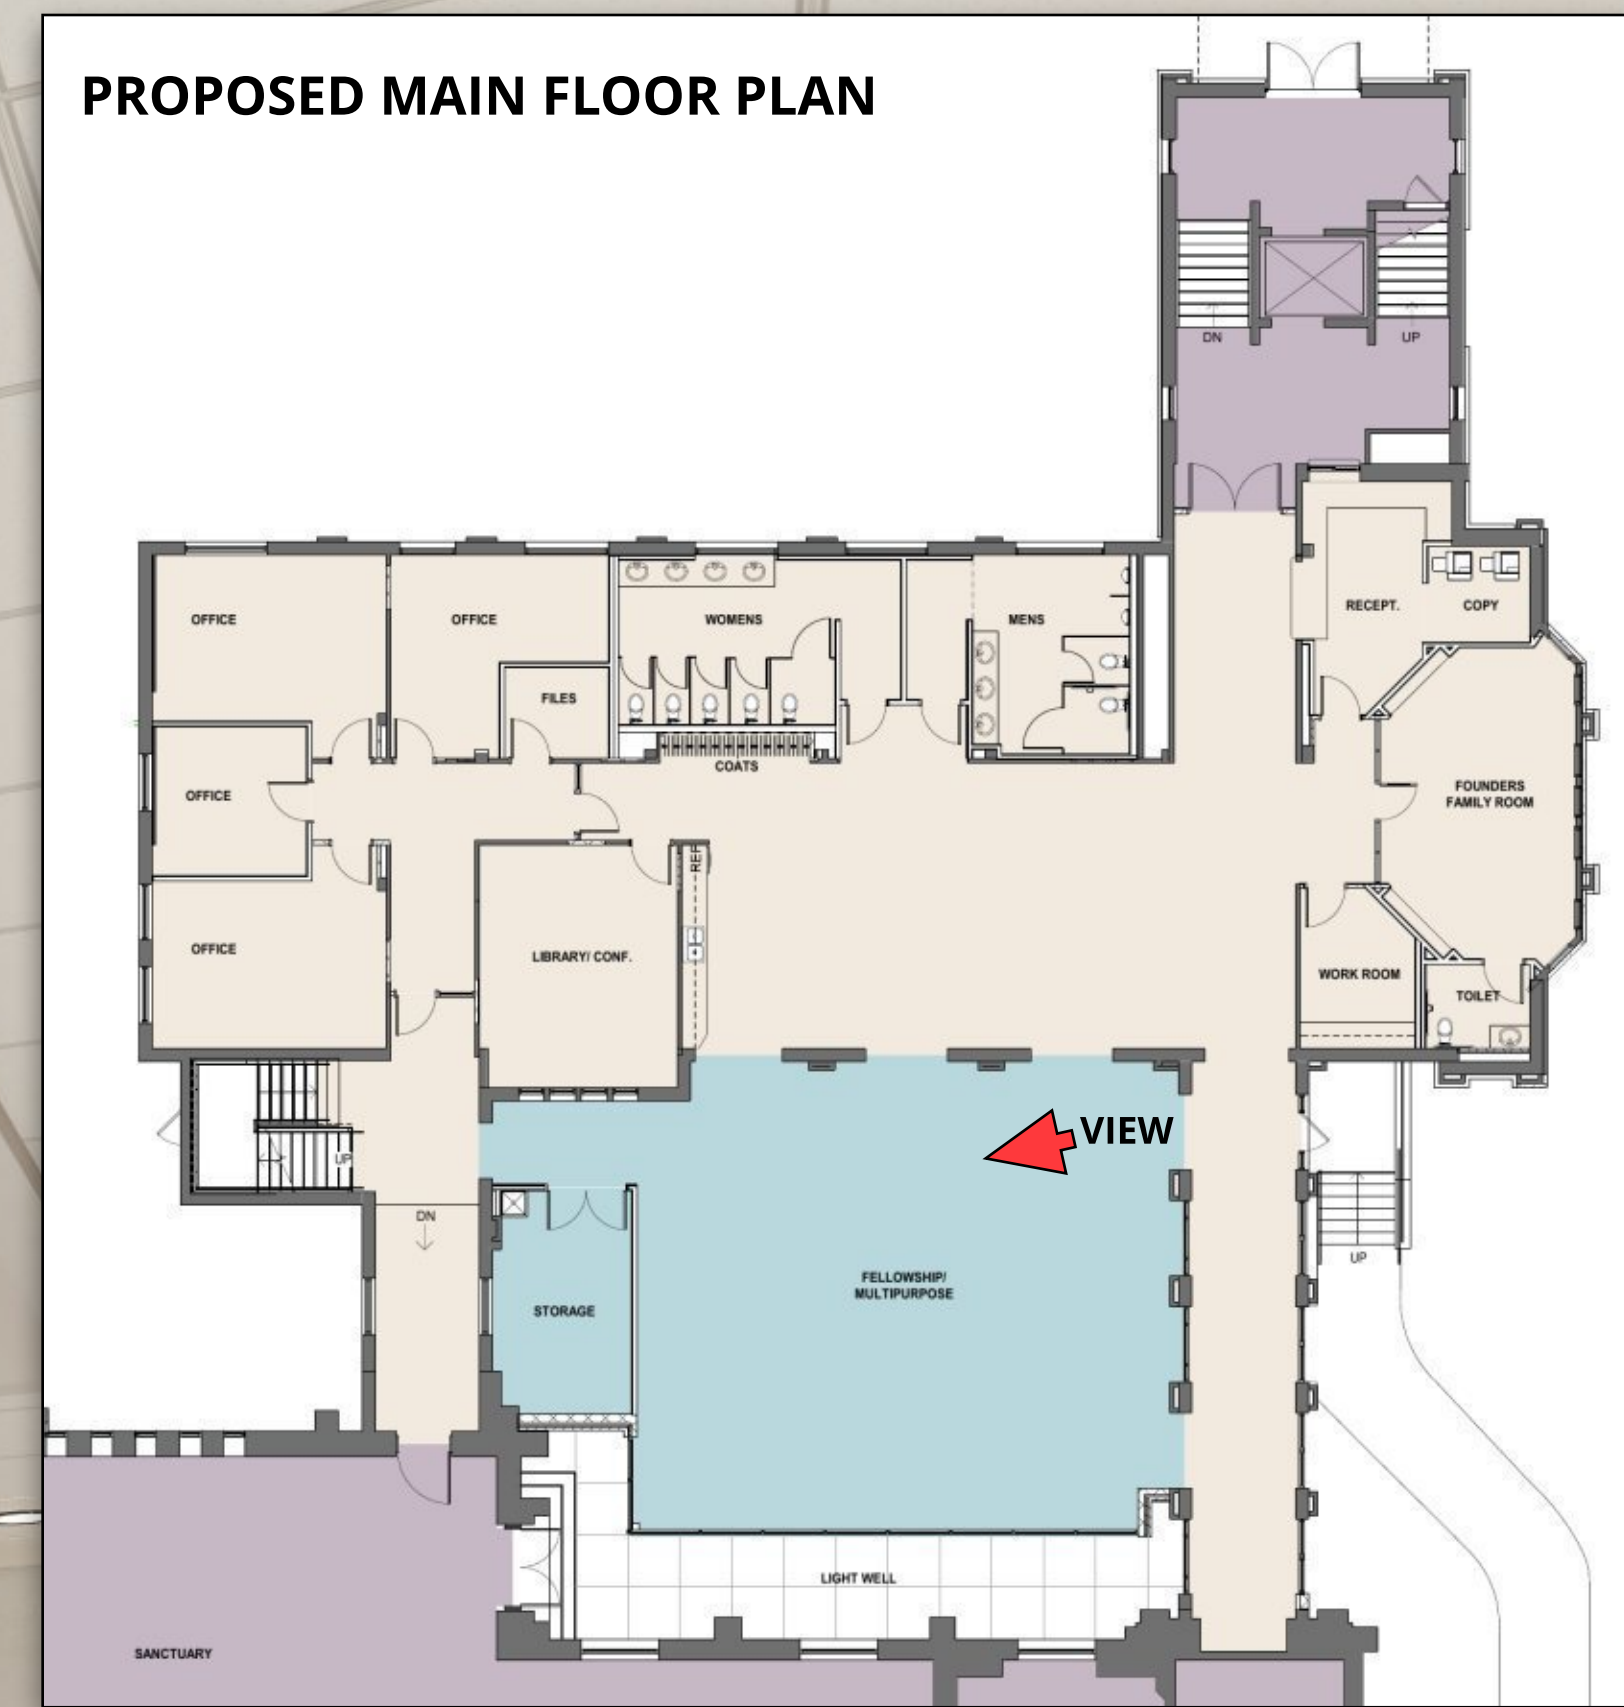 PROPOSED MAIN FLOOR PLAN
DN
UP
OFFICE
OFFICE
WOMENS
MENS
RECEPT.
COPY
FILES
COATS
OFFICE
FOUNDERS
FAMILY ROOM
REF
OFFICE
LIBRARY/ CONF.
WORK ROOM
TOILET
VIEW
UP
DN
UP
FELLOWSHIP/
MULTIPURPOSE
STORAGE
LIGHT WELL
SANCTUARY